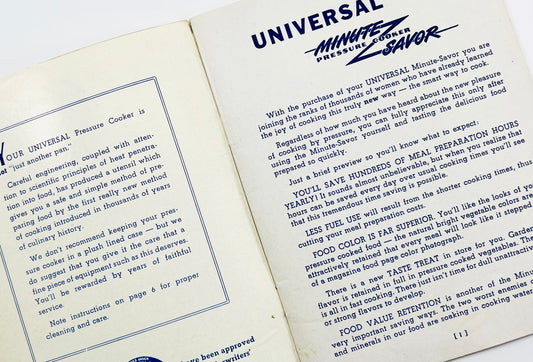 YOUR UNIVERSAL Pressure Cooker is
not "just another pan."
Careful engineering, coupled with atten-
tion to scientific principles of heat penetra-
tion into food, has produced a utensil which
gives you a safe and simple method of pre-
paring food by the first really new method
of cooking introduced in thousands of years
of culinary history.
We don't recommend keeping your pres-
sure cooker in a plush lined case — but we
do suggest that you give it the care that a
fine piece of equipment such as this deserves.
You'll be rewarded by years of faithful
service.
Note instructions on page 6 for proper
cleaning and care.
have been approved
writers'
UNIVERSAL
MINUTE
PRESSURE COOKER
SAVOR
With the purchase of your UNIVERSAL Minute-Savor you are
joining the ranks of thousands of women who have already learned
the joy of cooking this truly new way — the smart way to cook.
Regardless of how much you have heard about the new pleasure
of cooking by pressure, you can fully appreciate this only after
using the Minute-Savor yourself and tasting the delicious food
prepared so quickly.
Just a brief preview so you'll know what to expect:
YOU'LL SAVE HUNDREDS OF MEAL PREPARATION HOURS
YEARLY! It sounds almost unbelievable, but when you realize that
hours can be saved every day over usual cooking times you'll see
that this tremendous time saving is possible.
LESS FUEL USE will result from the shorter cooking times, thus
cutting your meal preparation costs.
FOOD COLOR IS FAR SUPERIOR. You'll like the looks of your
pressure cooked food — the natural bright vegetable colors are
attractively retained that every meal will look like it stepped
of a magazine food page color photograph.
There is a new TASTE TREAT in store for you. Garden
flavor is retained in full in pressure cooked vegetables. The
is all in fast cooking. There just isn't time for dull unattractive
or strong flavors to develop.
FOOD VALUE RETENTION is another of the Minute
very important saving ways. The two worst enemies of
and minerals in our food are soaking in cooking water
[1]